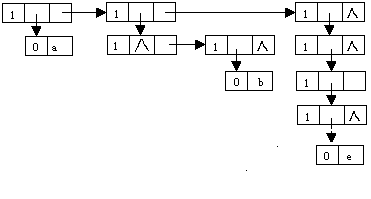 1 1 1 ∧
0 a 1 ∧ 1 ∧ 1 ∧
0 b 1
1 ∧
0 e